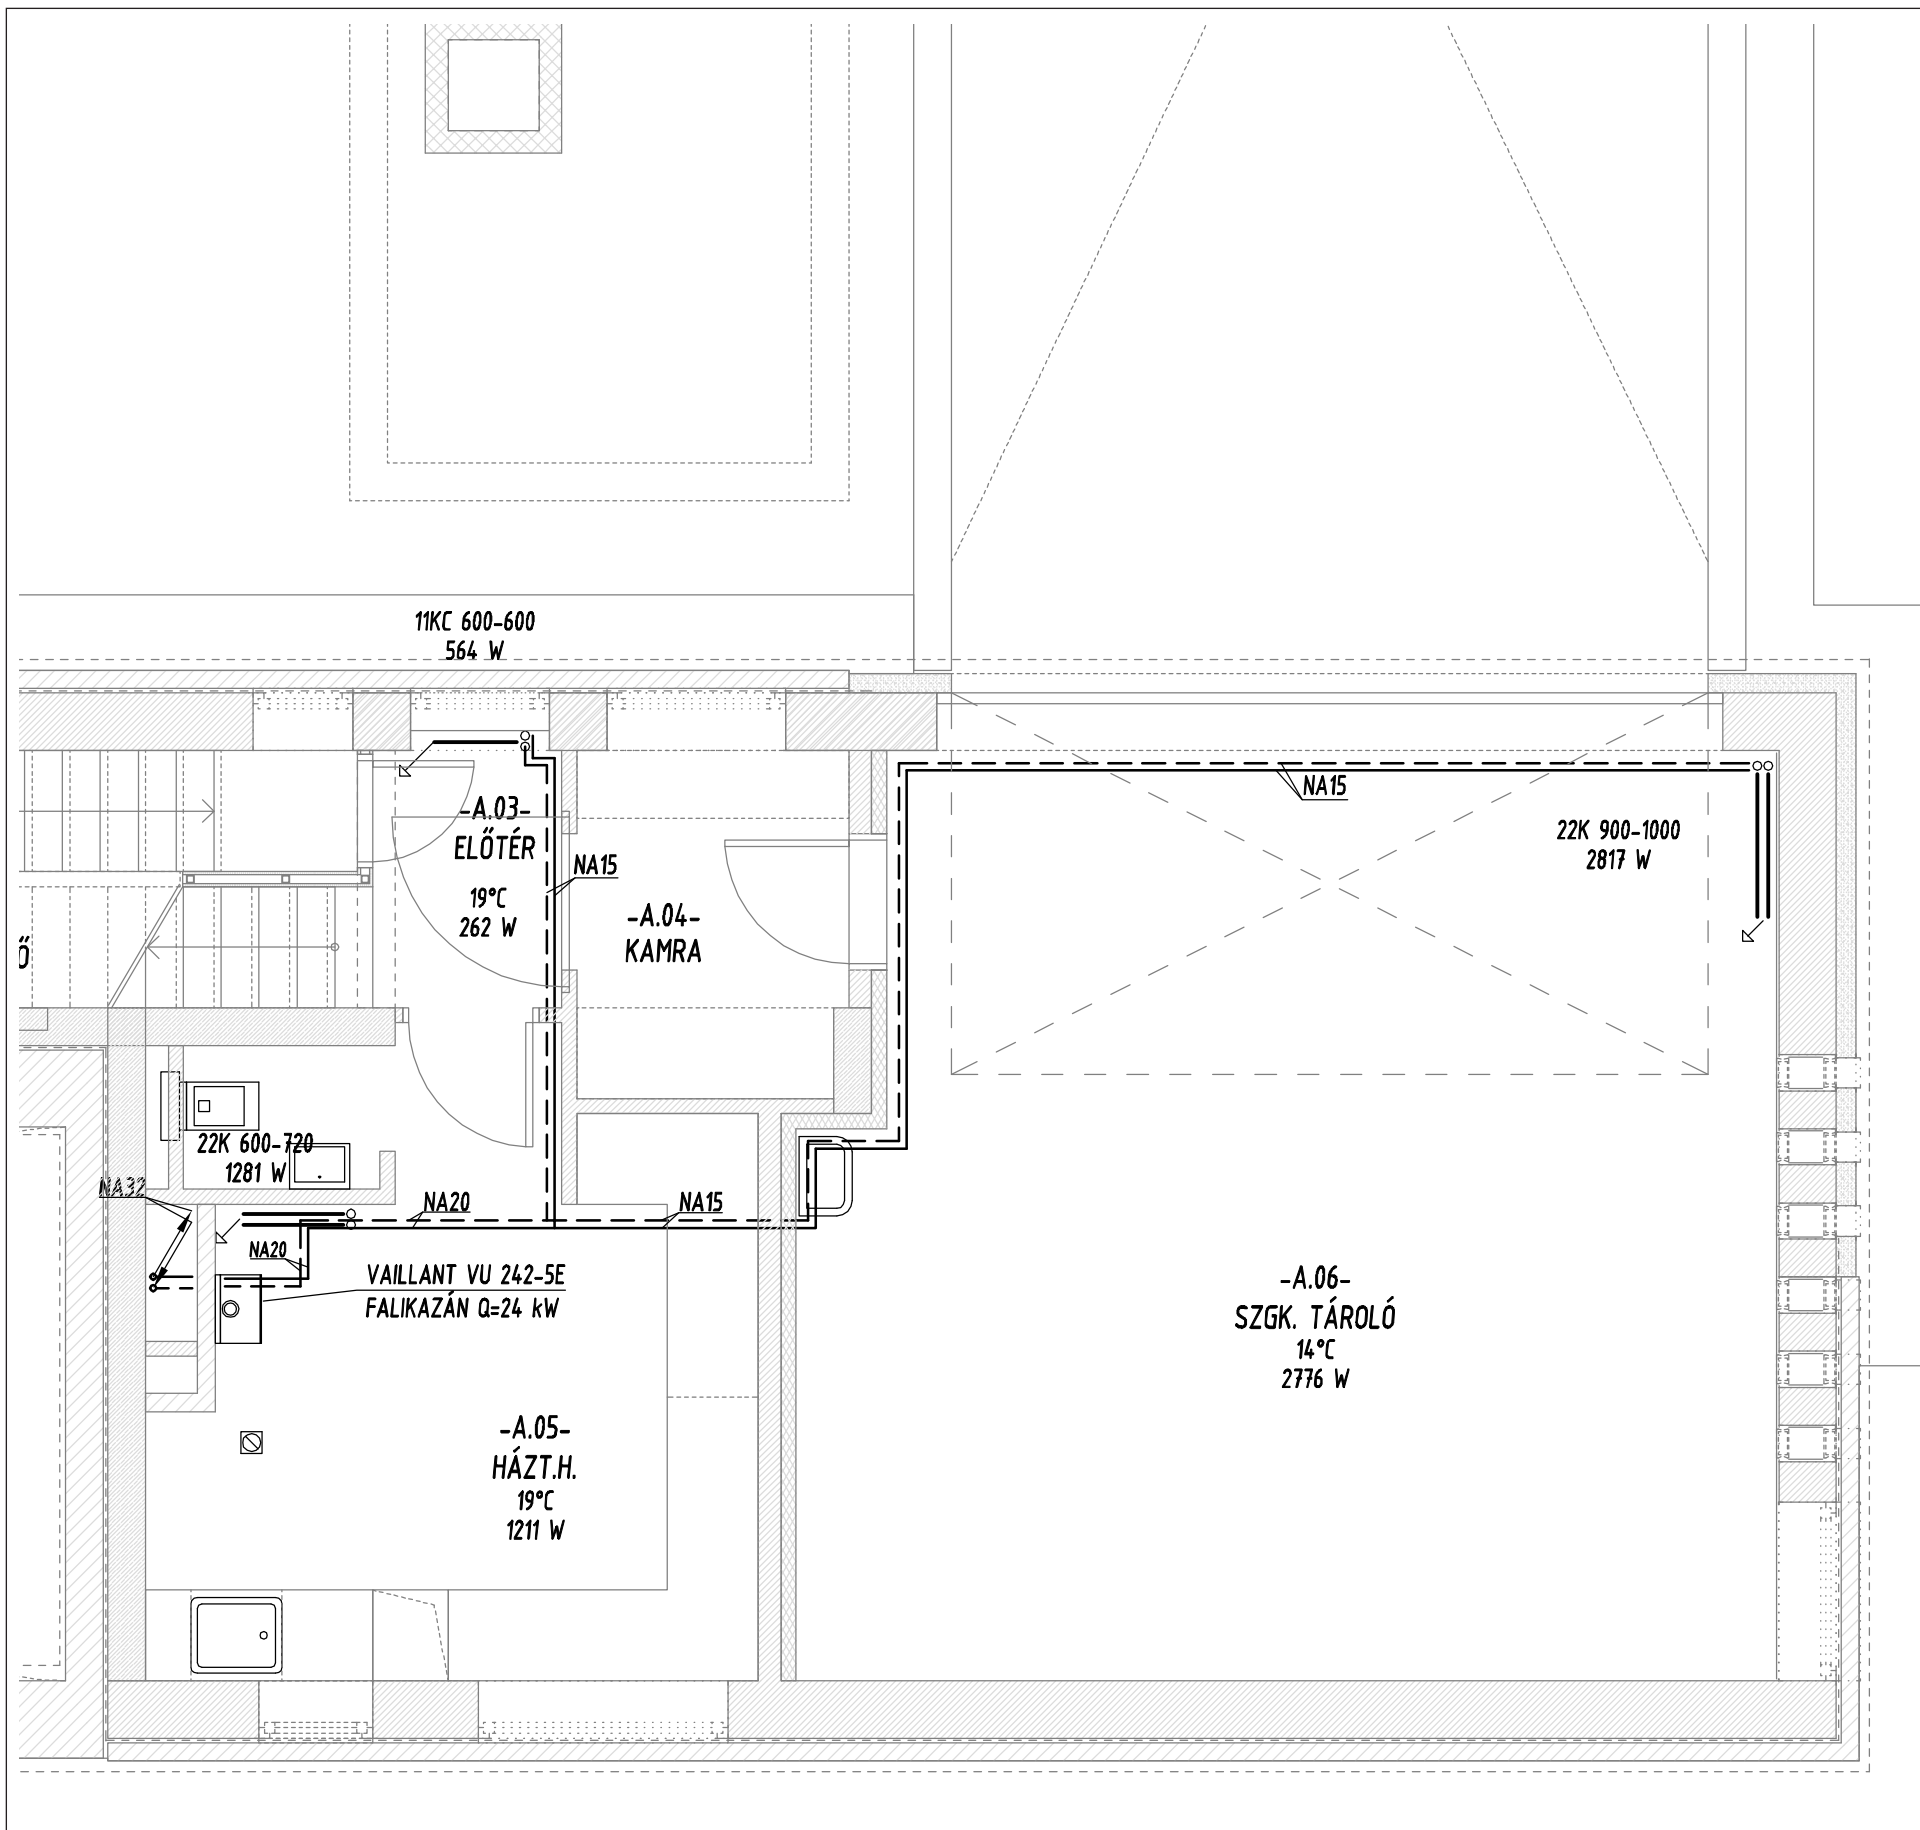 11KC 600-600
564 W
NA15
-A.03-
ELŐTÉR
19°C
262 W
NA15
22K 900-1000
2817 W
-A.04-
KAMRA
Ő
22K 600-720
1281 W
NA32
NA20
NA15
NA20
VAILLANT VU 242-5E
FALIKAZÁN Q=24 kW
-A.06-
SZGK. TÁROLÓ
14°C
2776 W
-A.05-
HÁZT.H.
19°C
1211 W